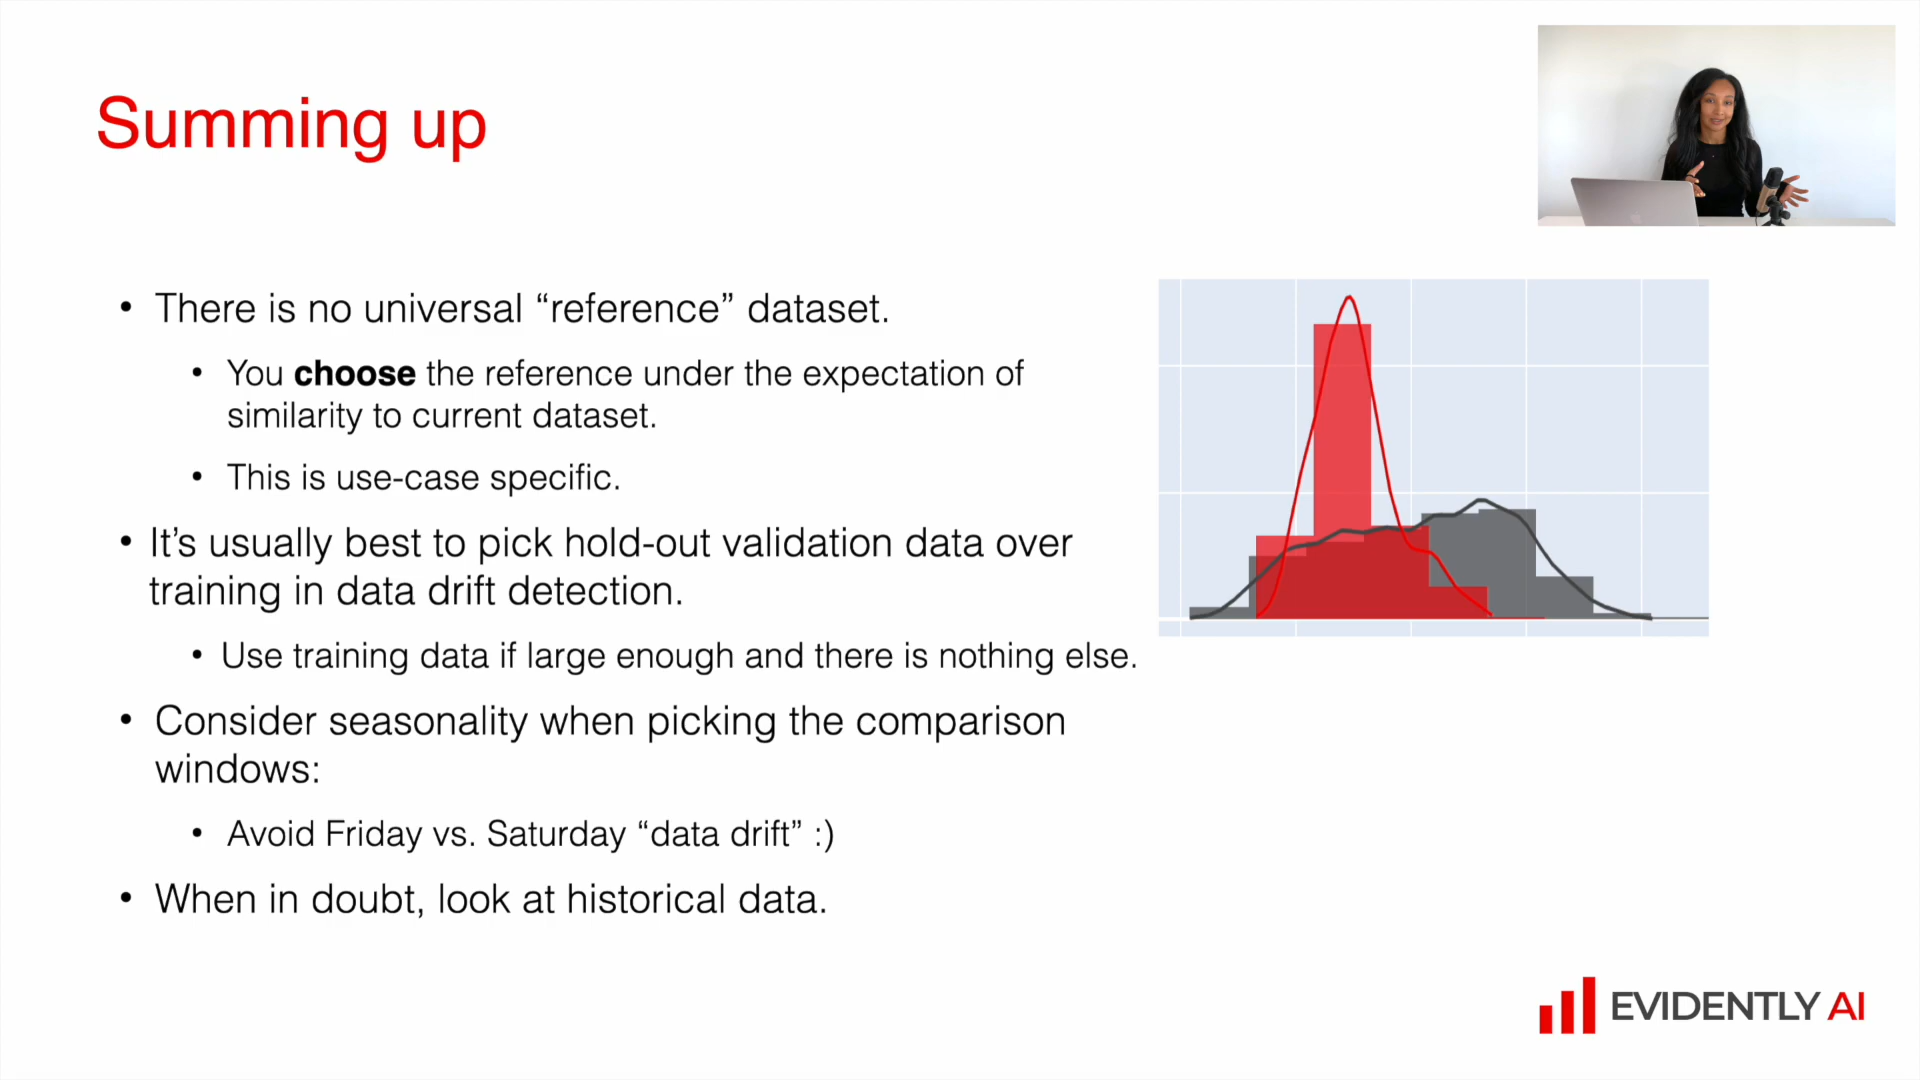 Summing up
• There is no universal “reference” dataset.
• You choose the reference under the expectation of
similarity to current dataset.
• This is use-case specific.
• It’s usually best to pick hold-out validation data over
training in data drift detection.
• Use training data if large enough and there is nothing else.
• Consider seasonality when picking the comparison
windows:
• Avoid Friday vs. Saturday “data drift” :)
• When in doubt, look at historical data.
EVIDENTLY AI